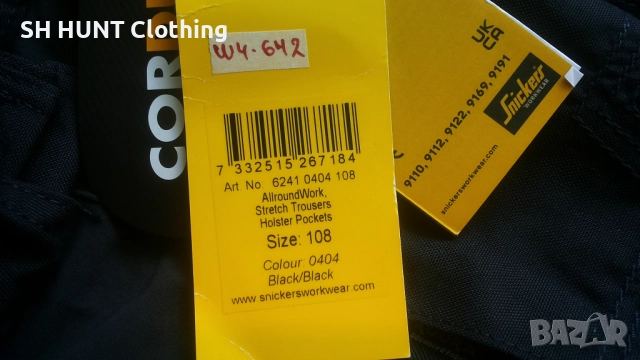 SH HUNT Clothing
W4-642
7 332515 267184
Art. No: 6241 0404 108
AllroundWork,
Stretch Trousers
Holster Pockets
Size: 108
Colour: 0404
Black/Black
www.snickersworkwear.com
UK
CA
Snickers
WORKWEAR
9110, 9112, 9122, 9169, 9191
snickersworkwear.com
BAZAR